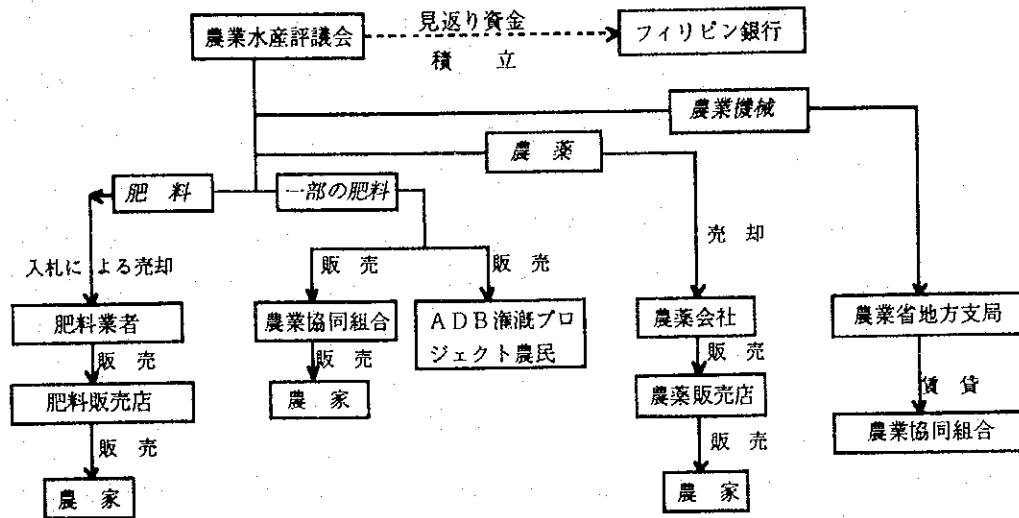 見返り資金
農業水産評議会
フィリピン銀行
積 立
農業機械
農 薬
肥 料
一部の肥料
売 却
入札による売却
販 売
販 売
肥料業者
農業協同組合
ADB潅漑プロ
ジェクト農民
農薬会社
農業省地方支局
販 売
販 売
販 売
賃 貸
肥料販売店
農 家
農薬販売店
農業協同組合
販 売
販 売
農 家
農 家